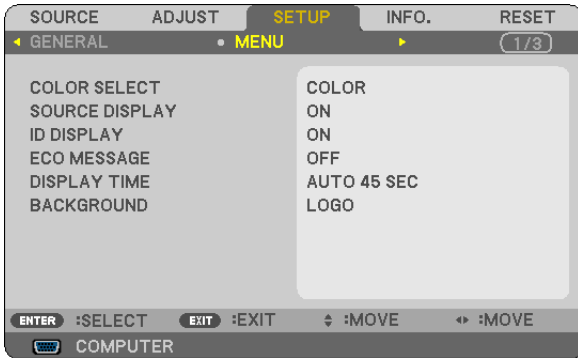 SOURCE ADJUST SETUP INFO. RESET
GENERAL • MENU 1/3
COLOR SELECT COLOR
SOURCE DISPLAY ON
ID DISPLAY ON
ECO MESSAGE OFF
DISPLAY TIME AUTO 45 SEC
BACKGROUND LOGO
ENTER :SELECT EXIT :EXIT :MOVE :MOVE
COMPUTER